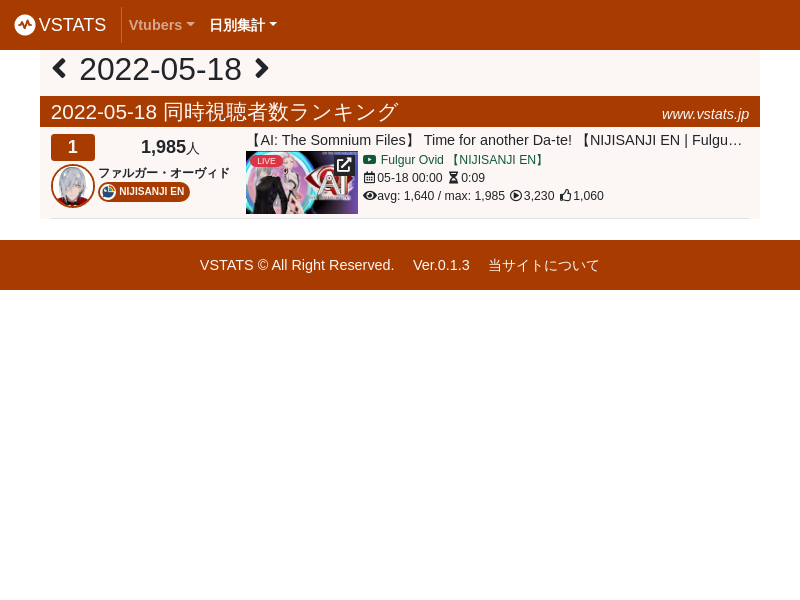 VSTATS Vtubers 日別集計
2022-05-18
2022-05-18 同時視聴者数ランキング www.vstats.jp
1 1,985人
ファルガー・オーヴィド
NIJISANJI EN
【AI: The Somnium Files】 Time for another Da-te! 【NIJISANJI EN | Fulgu…
LIVE
AI
Fulgur Ovid 【NIJISANJI EN】
05-18 00:00 0:09
avg: 1,640 / max: 1,985 3,230 1,060
VSTATS © All Right Reserved. Ver.0.1.3 当サイトについて